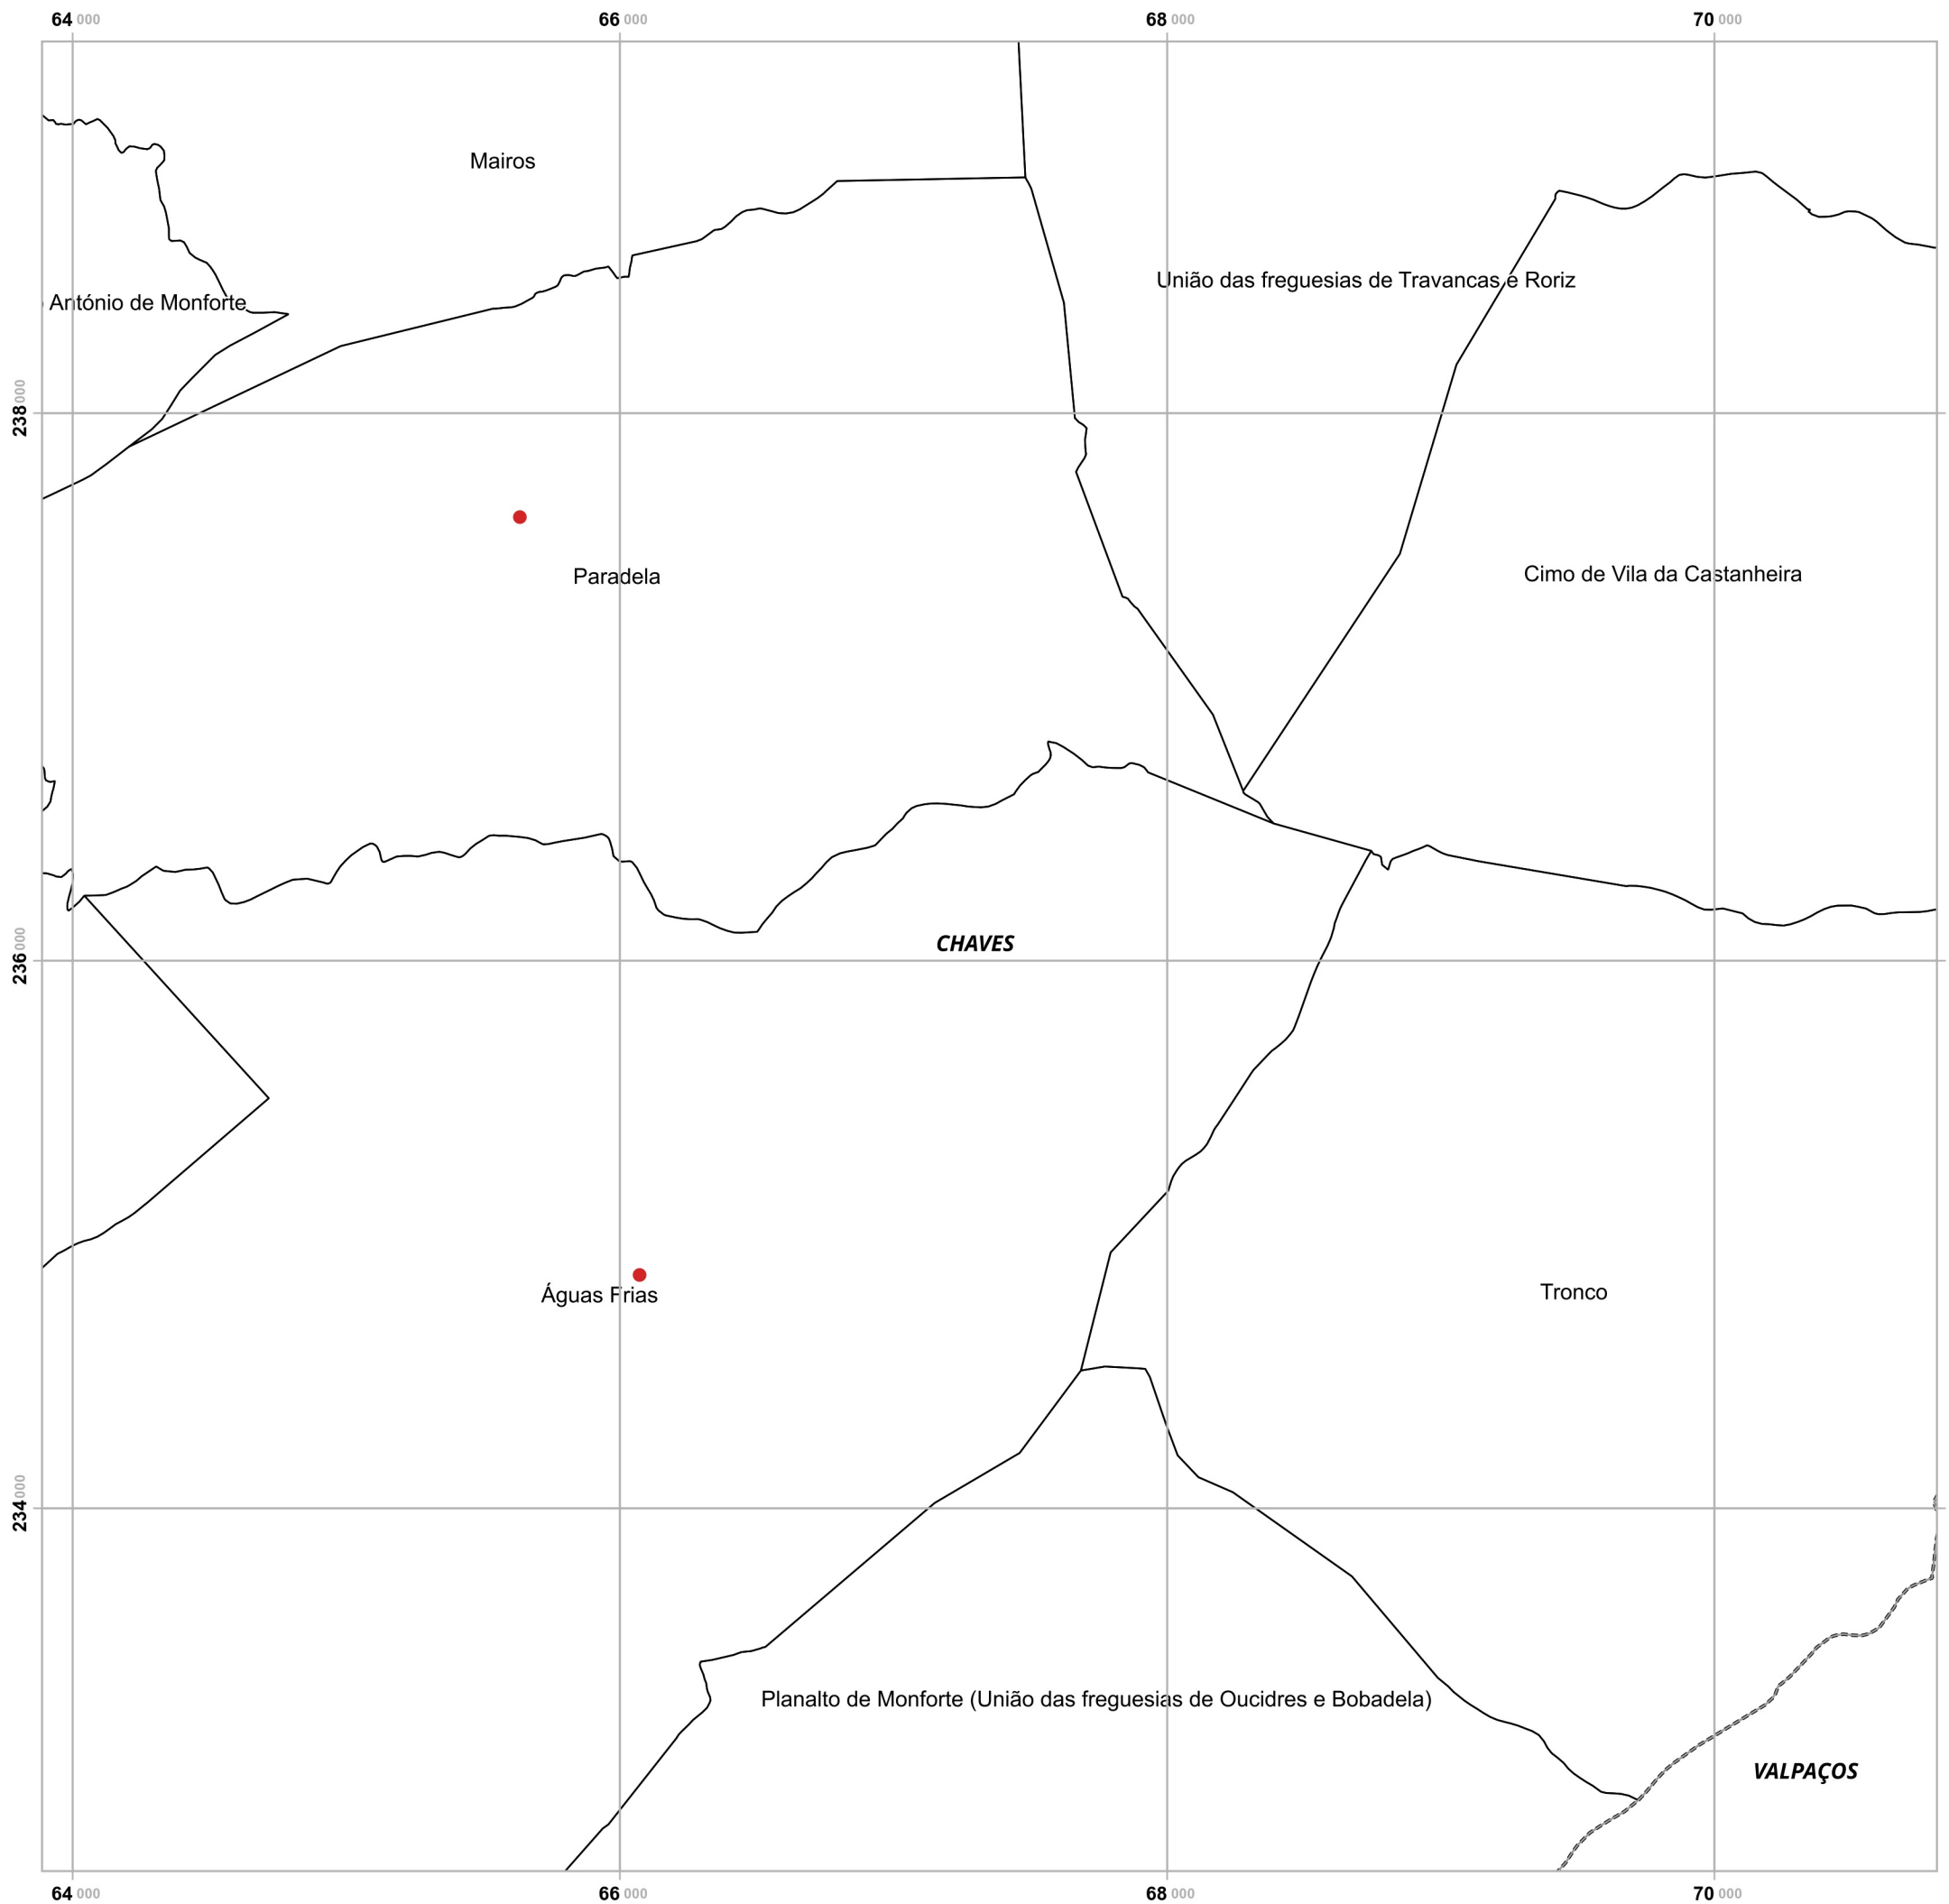 64 000 66 000 68 000 70 000
Mairos
União das freguesias de Travancas e Roriz
António de Monforte
238 000
Cimo de Vila da Castanheira
Paradela
CHAVES
236 000
Tronco
Águas Frias
234 000
Planalto de Monforte (União das freguesias de Oucidres e Bobadela)
VALPAÇOS
64 000 66 000 68 000 70 000